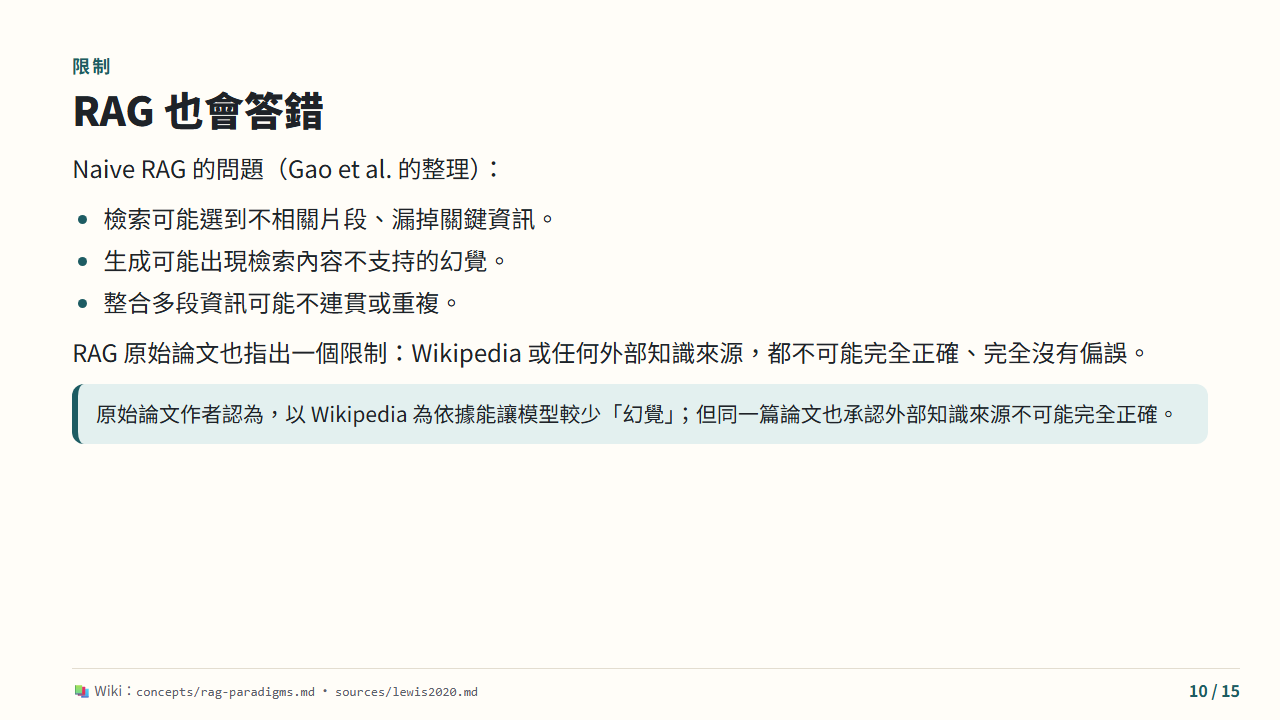 限制
RAG 也會答錯
Naive RAG 的問題（Gao et al. 的整理）：
• 檢索可能選到不相關片段、漏掉關鍵資訊。
• 生成可能出現檢索內容不支持的幻覺。
• 整合多段資訊可能不連貫或重複。
RAG 原始論文也指出一個限制：Wikipedia 或任何外部知識來源，都不可能完全正確、完全沒有偏誤。
原始論文作者認為，以 Wikipedia 為依據能讓模型較少「幻覺」；但同一篇論文也承認外部知識來源不可能完全正確。
📚 Wiki：concepts/rag-paradigms.md · sources/lewis2020.md
10 / 15